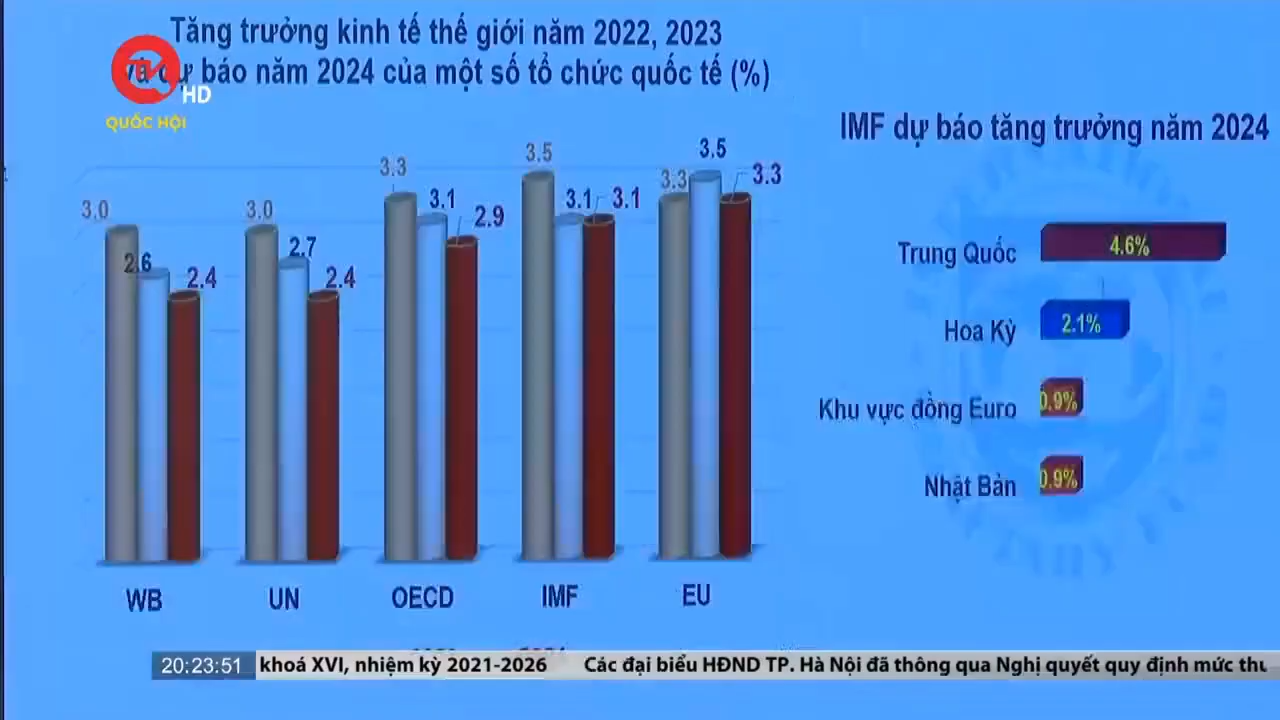 Tăng trưởng kinh tế thế giới năm 2022, 2023
và dự báo năm 2024 của một số tổ chức quốc tế (%)
HD
QUỐC HỘI
IMF dự báo tăng trưởng năm 2024
3.0
2.6
2.4
3.0
2.7
2.4
3.3
3.1
2.9
3.5
3.1
3.1
3.3
3.5
3.3
WB
UN
OECD
IMF
EU
Trung Quốc
4.6%
Hoa Kỳ
2.1%
Khu vực đồng Euro
0.9%
Nhật Bản
0.9%
20:23:51
khoá XVI, nhiệm kỳ 2021-2026 Các đại biểu HĐND TP. Hà Nội đã thông qua Nghị quyết quy định mức